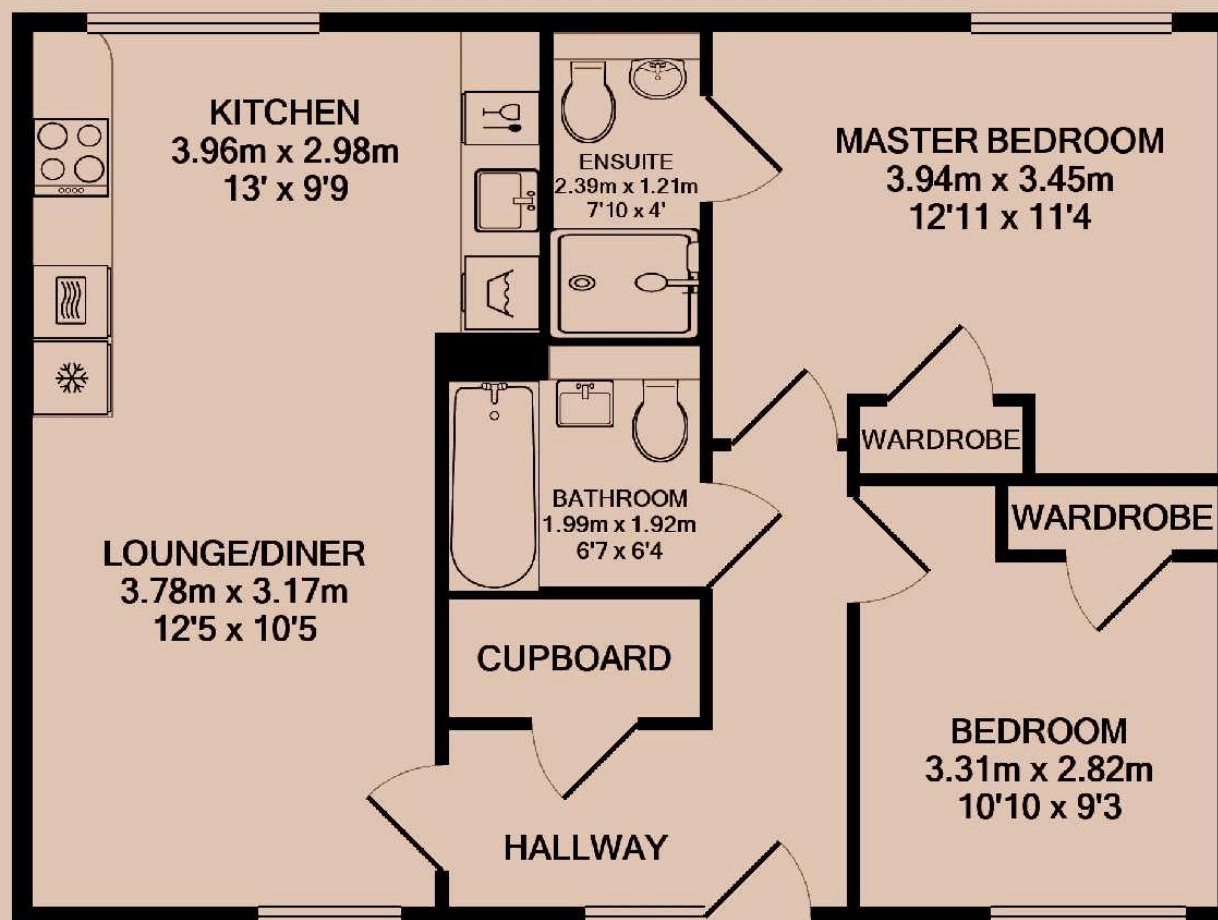 KITCHEN
3.96m x 2.98m
13' x 9'9
ENSUITE
2.39m x 1.21m
7'10 x 4'
MASTER BEDROOM
3.94m x 3.45m
12'11 x 11'4
WARDROBE
BATHROOM
1.99m x 1.92m
6'7 x 6'4
WARDROBE
LOUNGE/DINER
3.78m x 3.17m
12'5 x 10'5
CUPBOARD
BEDROOM
3.31m x 2.82m
10'10 x 9'3
HALLWAY